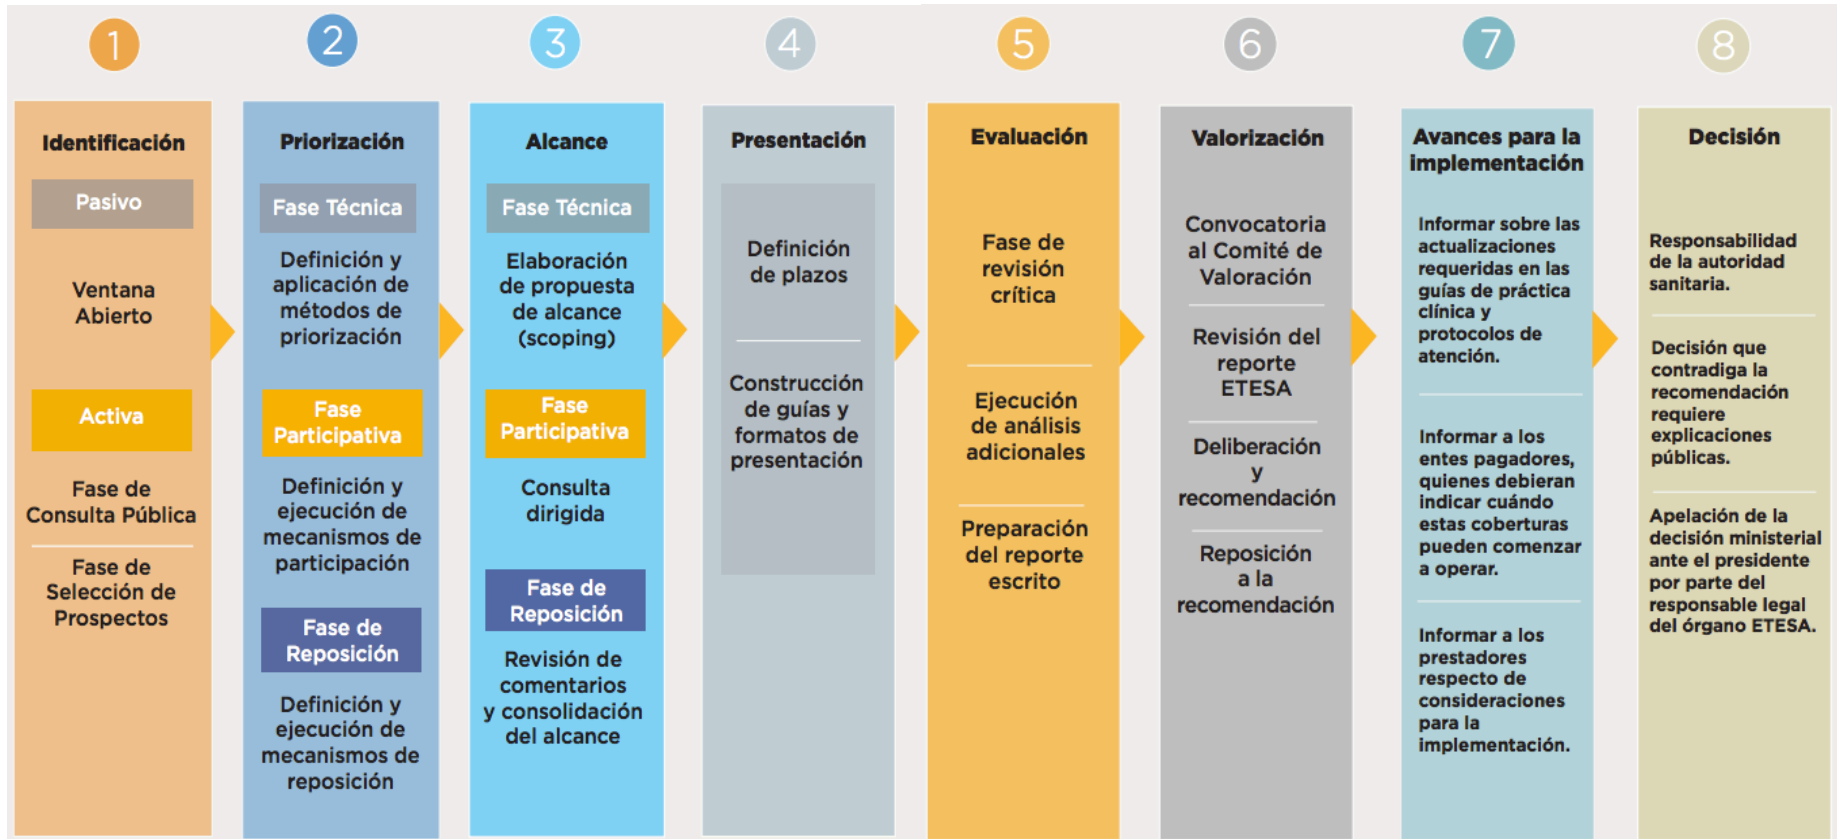 1
Identificación
Pasivo
Ventana
Abierto
Activa
Fase de
Consulta Pública
Fase de
Selección de
Prospectos
2
Priorización
Fase Técnica
Definición y
aplicación de
métodos de
priorización
Fase
Participativa
Definición y
ejecución de
mecanismos de
participación
Fase de
Reposición
Definición y
ejecución de
mecanismos de
reposición
3
Alcance
Fase Técnica
Elaboración
de propuesta
de alcance
(scoping)
Fase
Participativa
Consulta
dirigida
Fase de
Reposición
Revisión de
comentarios
y consolidación
del alcance
4
Presentación
Definición
de plazos
Construcción
de guías y
formatos de
presentación
5
Evaluación
Fase de
revisión
crítica
Ejecución
de análisis
adicionales
Preparación
del reporte
escrito
6
Valorización
Convocatoria
al Comité de
Valoración
Revisión del
reporte
ETESA
Deliberación
y
recomendación
Reposición
a la
recomendación
7
Avances para la
implementación
Informar sobre las
actualizaciones
requeridas en las
guías de práctica
clínica y
protocolos de
atención.
Informar a los
entes pagadores,
quienes debieran
indicar cuándo
estas coberturas
pueden comenzar
a operar.
Informar a los
prestadores
respecto de
consideraciones
para la
implementación.
8
Decisión
Responsabilidad
de la autoridad
sanitaria.
Decisión que
contradiga la
recomendación
requiere
explicaciones
públicas.
Apelación de la
decisión ministerial
ante el presidente
por parte del
responsable legal
del órgano ETESA.